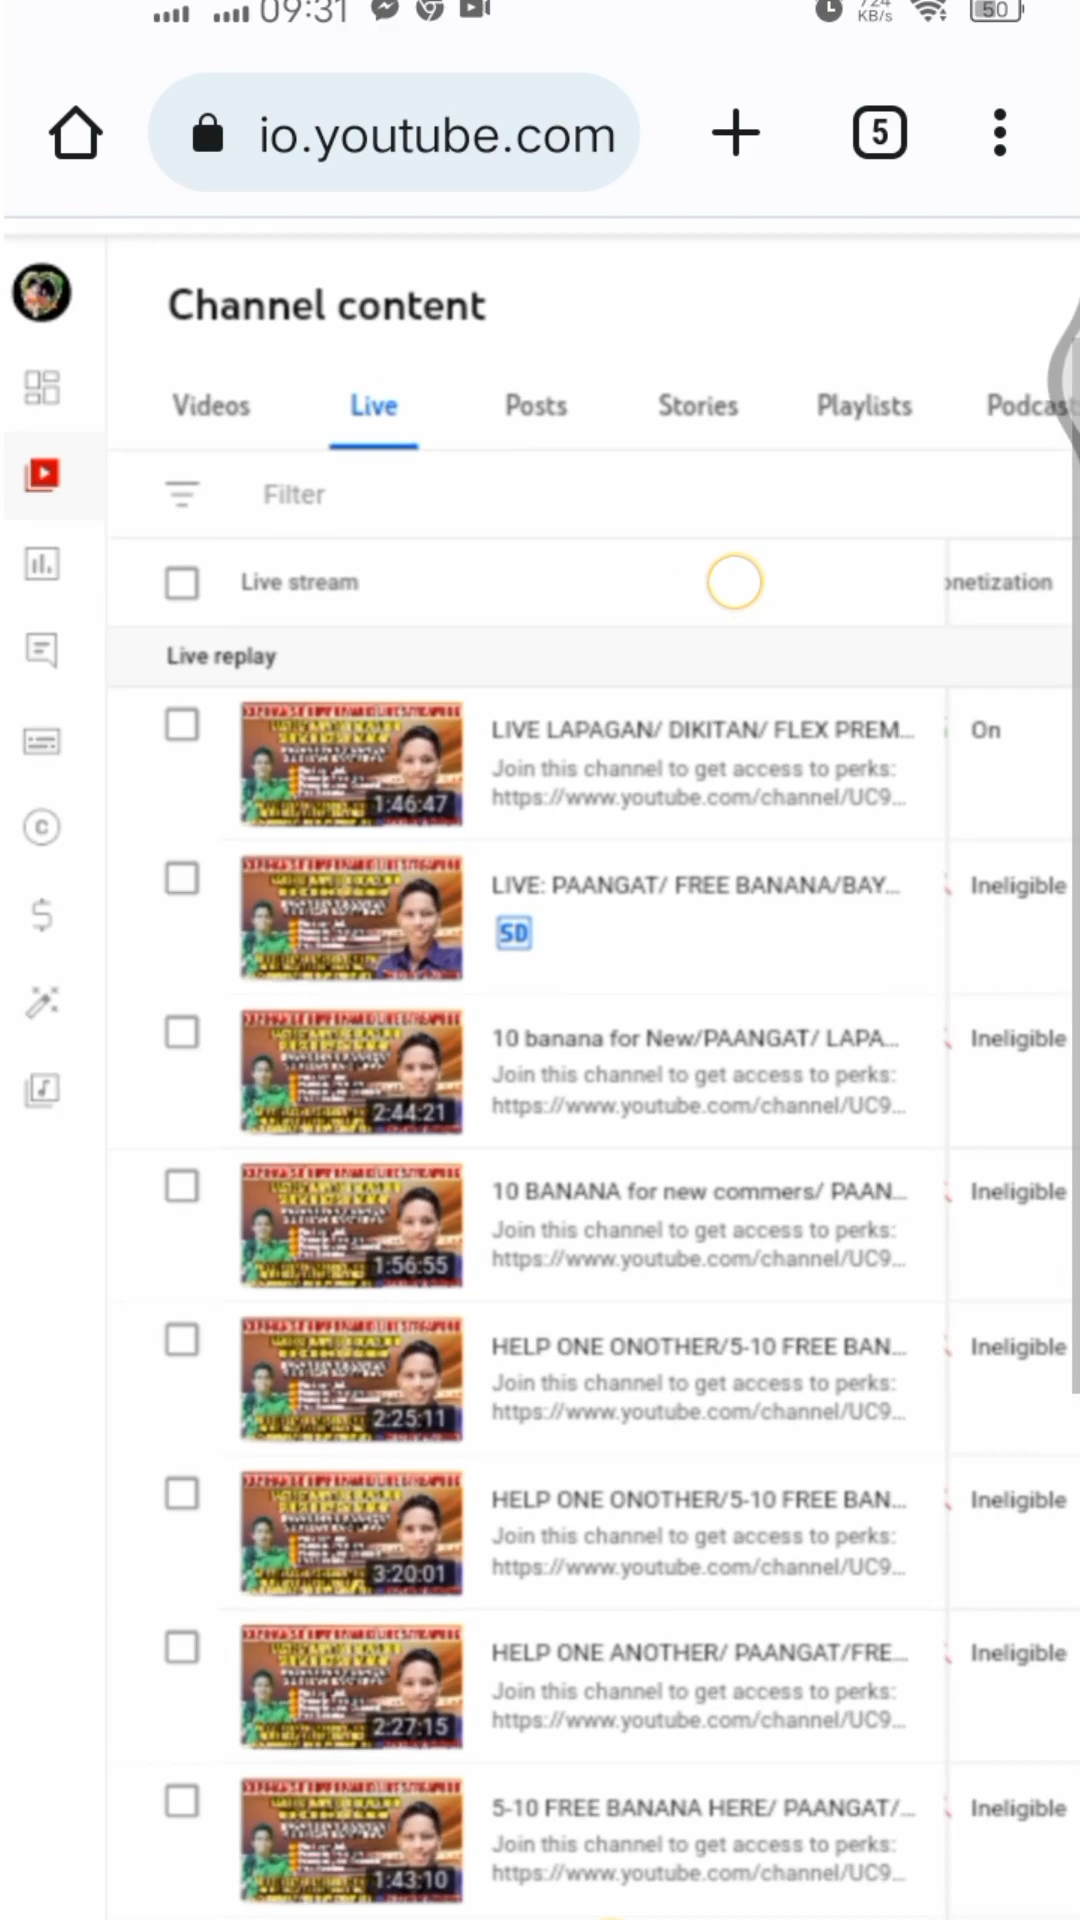 09:31
724
KB/s
50
io.youtube.com
5
Channel content
Videos Live Posts Stories Playlists Podcast
Filter
Live stream
onetization
Live replay
LIVE LAPAGAN/ DIKITAN/ FLEX PREM...
On
Join this channel to get access to perks:
https://www.youtube.com/channel/UC9...
1:46:47
LIVE: PAANGAT/ FREE BANANA/BAY...
Ineligible
SD
10 banana for New/PAANGAT/ LAPA...
Ineligible
Join this channel to get access to perks:
https://www.youtube.com/channel/UC9...
2:44:21
10 BANANA for new commers/ PAAN...
Ineligible
Join this channel to get access to perks:
https://www.youtube.com/channel/UC9...
1:56:55
HELP ONE ONOTHER/5-10 FREE BAN...
Ineligible
Join this channel to get access to perks:
https://www.youtube.com/channel/UC9...
2:25:11
HELP ONE ONOTHER/5-10 FREE BAN...
Ineligible
Join this channel to get access to perks:
https://www.youtube.com/channel/UC9...
3:20:01
HELP ONE ANOTHER/ PAANGAT/FRE...
Ineligible
Join this channel to get access to perks:
https://www.youtube.com/channel/UC9...
2:27:15
5-10 FREE BANANA HERE/ PAANGAT/...
Ineligible
Join this channel to get access to perks:
https://www.youtube.com/channel/UC9...
1:43:10